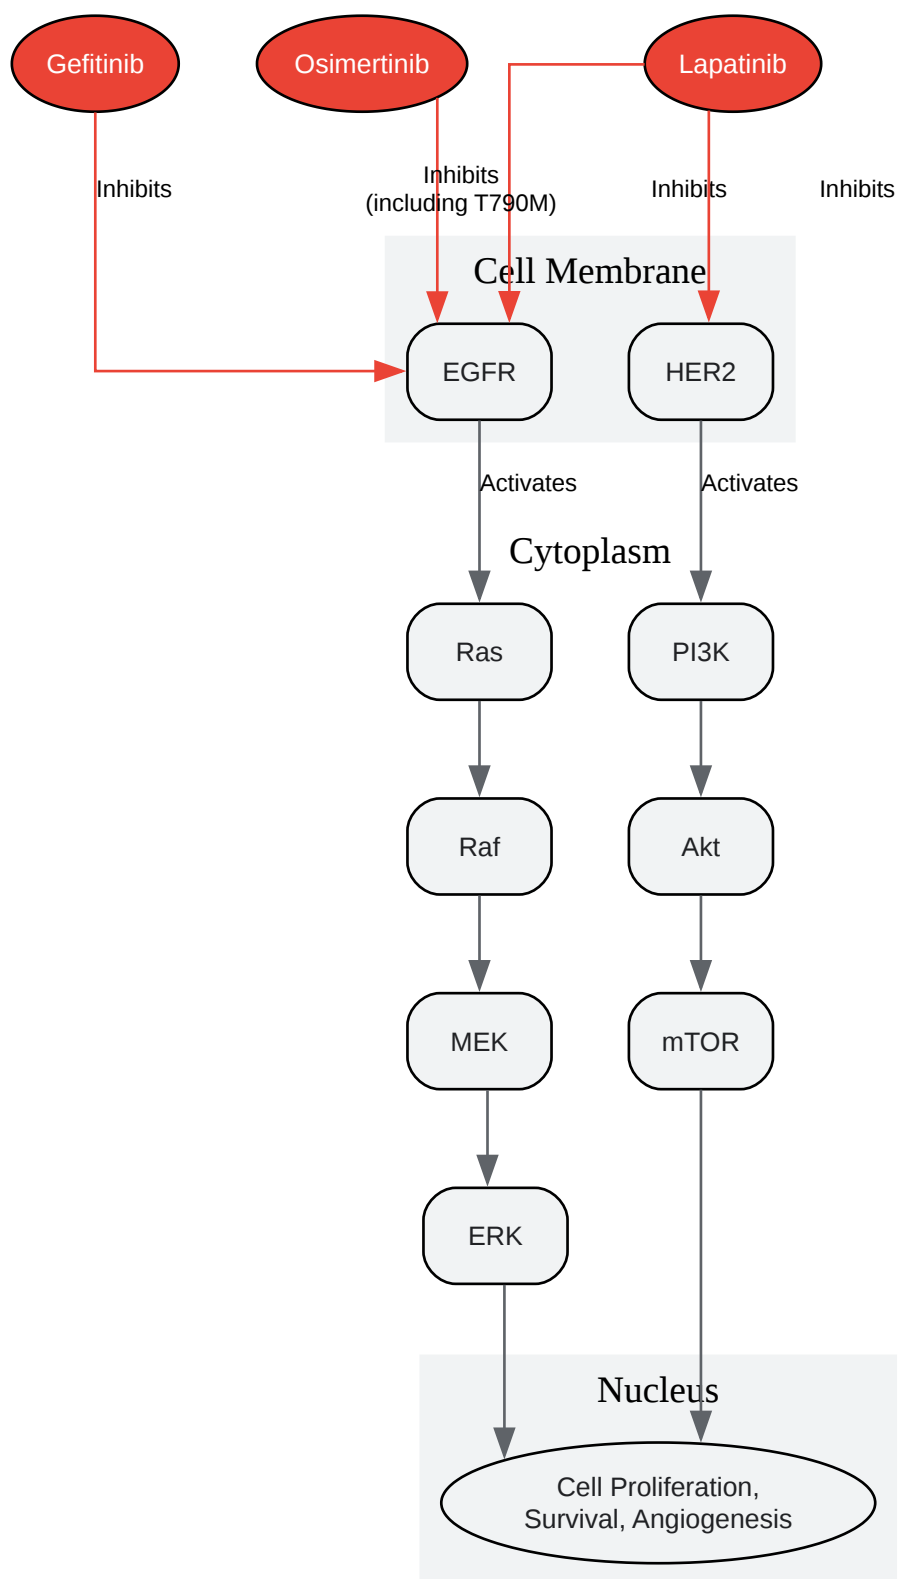 Gefitinib
Osimertinib
Lapatinib
Inhibits
Inhibits
(including T790M)
Inhibits
Inhibits
Cell Membrane
EGFR
HER2
Activates
Activates
Cytoplasm
Ras
PI3K
Raf
Akt
MEK
mTOR
ERK
Nucleus
Cell Proliferation,
Survival, Angiogenesis